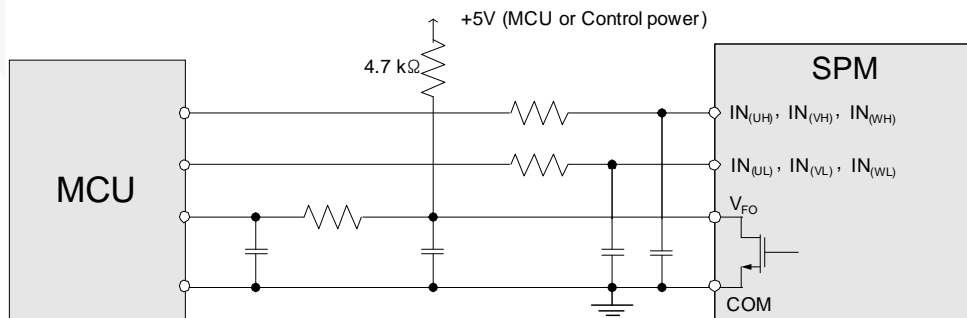 +5V (MCU or Control power)
4.7 kΩ
SPM
MCU
IN(UH), IN(VH), IN(WH)
IN(UL), IN(VL), IN(WL)
VFO
COM